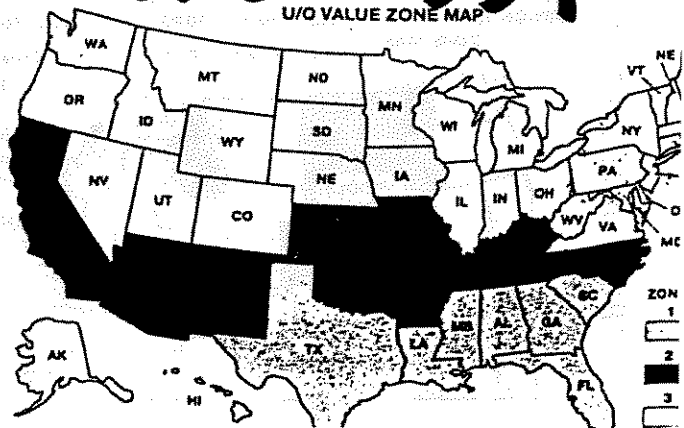 U/O VALUE ZONE MAP
WA
MT
ND
MN
VT
NE
OR
ID
WY
SD
WI
MI
NY
NV
UT
CO
NE
IA
IL
IN
OH
PA
WV
VA
MD
SC
TX
LA
MS
AL
GA
FL
AK
HI
ZON
1
2
3